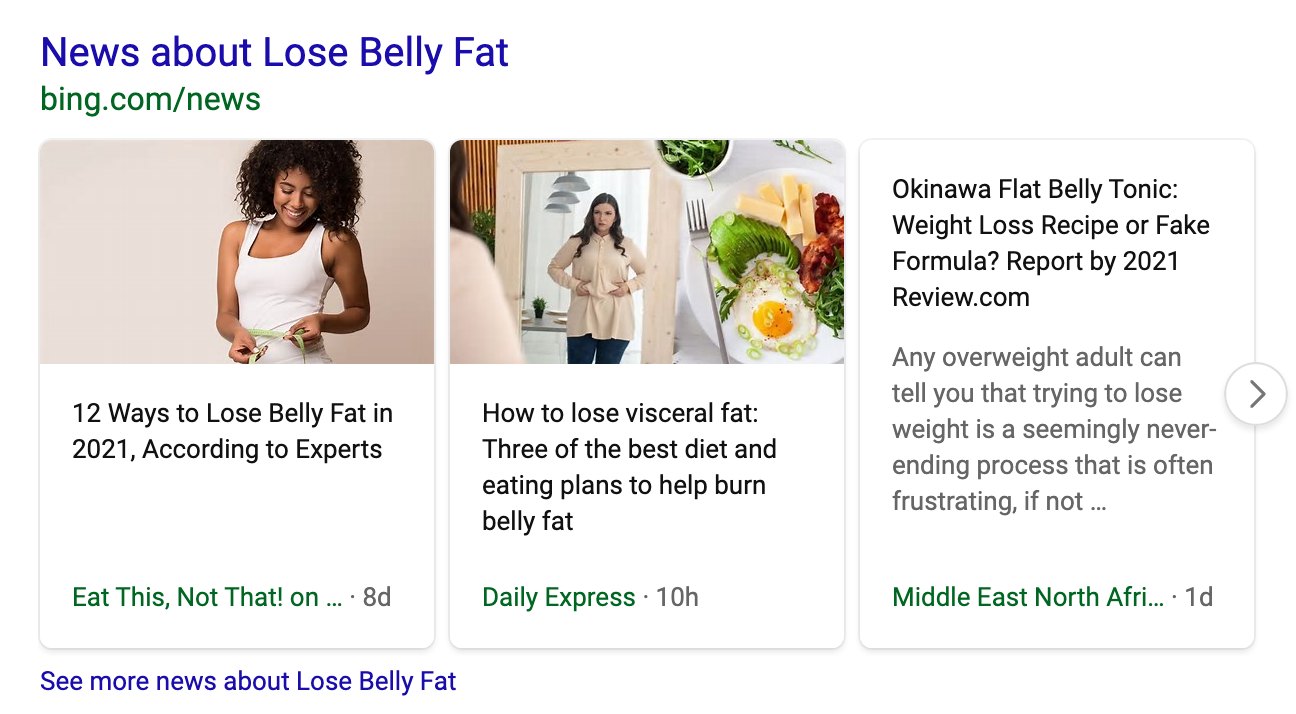 News about Lose Belly Fat
bing.com/news
12 Ways to Lose Belly Fat in
2021, According to Experts
Eat This, Not That! on ... · 8d
How to lose visceral fat:
Three of the best diet and
eating plans to help burn
belly fat
Daily Express · 10h
Okinawa Flat Belly Tonic:
Weight Loss Recipe or Fake
Formula? Report by 2021
Review.com
Any overweight adult can
tell you that trying to lose
weight is a seemingly never-
ending process that is often
frustrating, if not ...
Middle East North Afri... · 1d
See more news about Lose Belly Fat